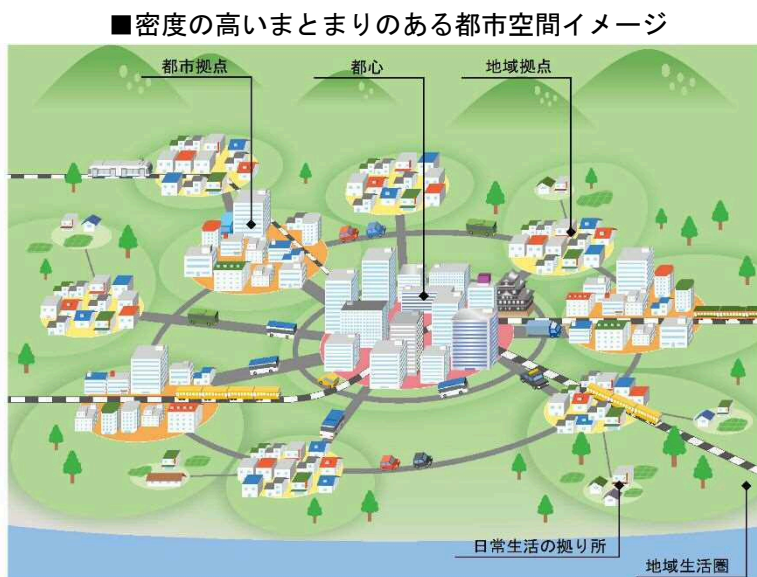 ■密度の高いまとまりのある都市空間イメージ
都市拠点
都心
地域拠点
日常生活の拠り所
地域生活圏